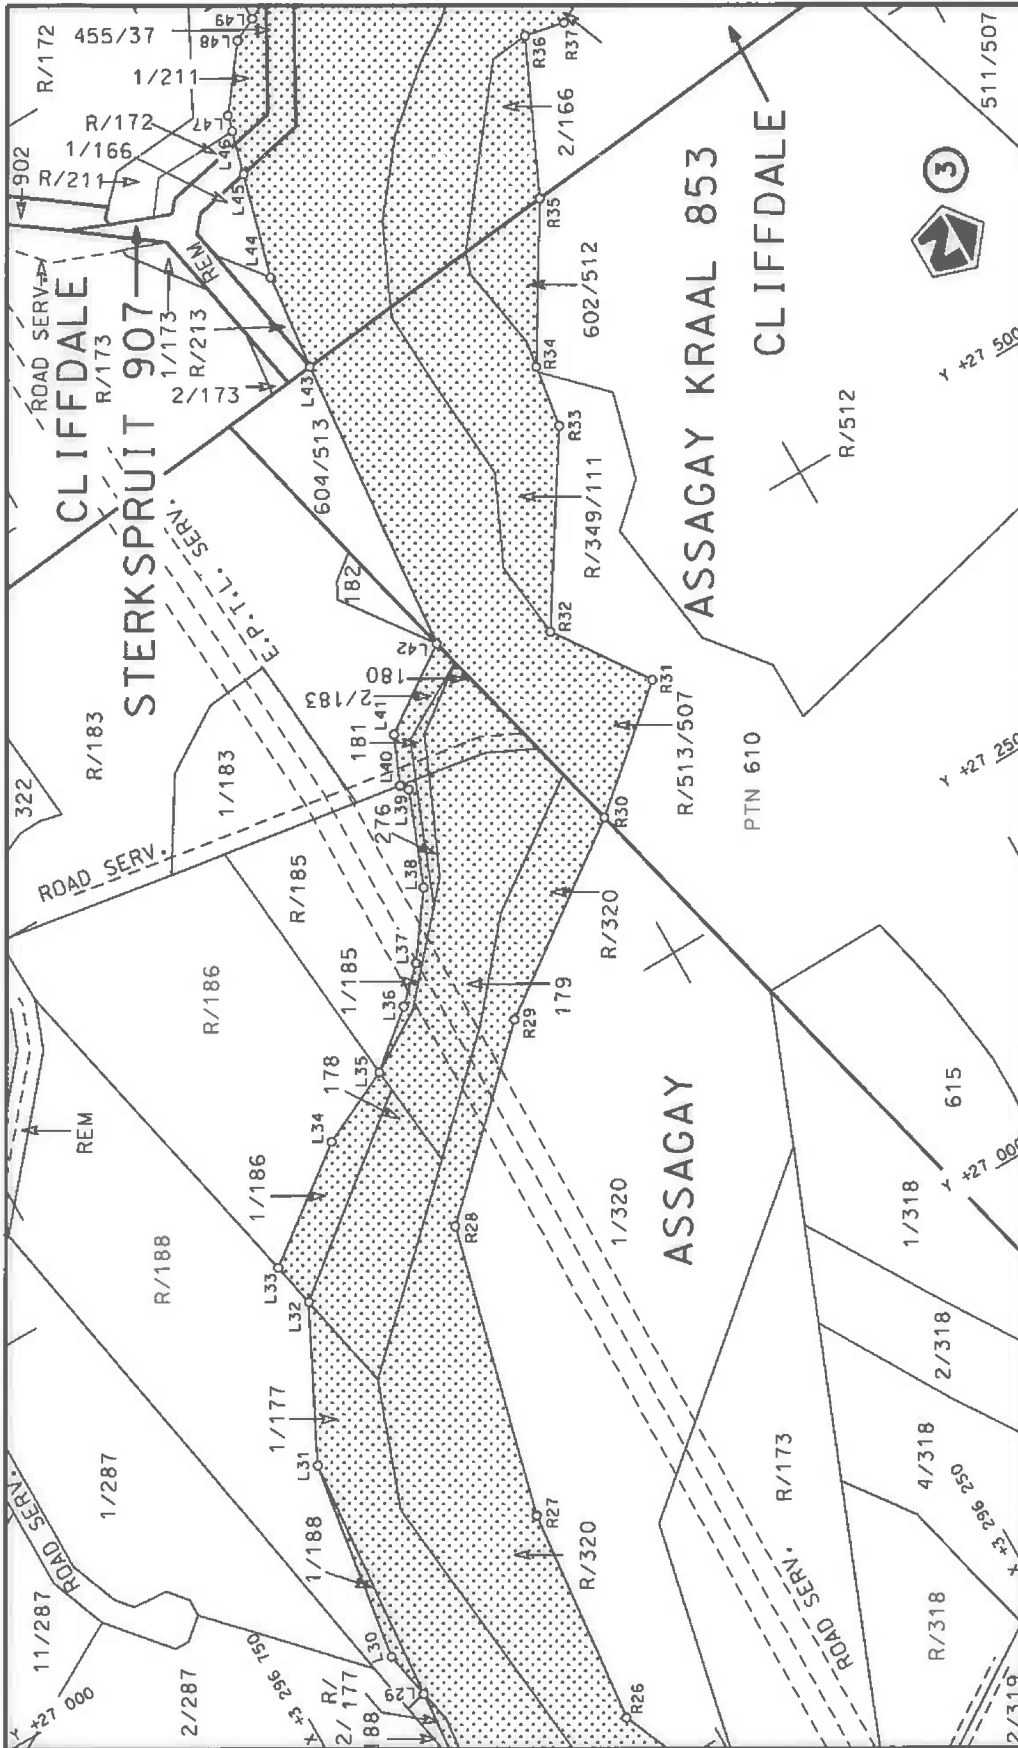 R/172
455/37
L48
L49
1/211
R/172
L47
1/166
L46
902
R/211
L45
L44
REM
ROAD SERV.
CLIFFDALE
R/173
STERKSPRUIT 907
1/173
R/213
2/173
L43
604/513
E.P.T.L. SERV.
182
L42
180
2/183
L41
181
L40
L39
276
322
R/183
1/183
ROAD SERV.
R/185
L38
L37
1/185
L36
R/186
178
L35
L34
REM
1/186
R/188
L33
L32
1/177
L31
1/287
ROAD SERV.
1/188
11/287
L30
L29
Y +27 000
2/287
X +3 296 750
R/
2/177
188
R36
R37
2/166
R35
602/512
R34
R33
R/349/111
R32
R31
R/513/507
PTN 610
R30
R/320
179
R29
R28
1/320
ASSAGAY
R27
R/320
R26
ROAD SERV.
ASSAGAY KRAAL 853
CLIFFDALE
511/507
3
Y +27 500
R/512
Y +27 250
615
Y +27 000
1/318
2/318
R/173
4/318
X +3 296 250
R/318
2/319